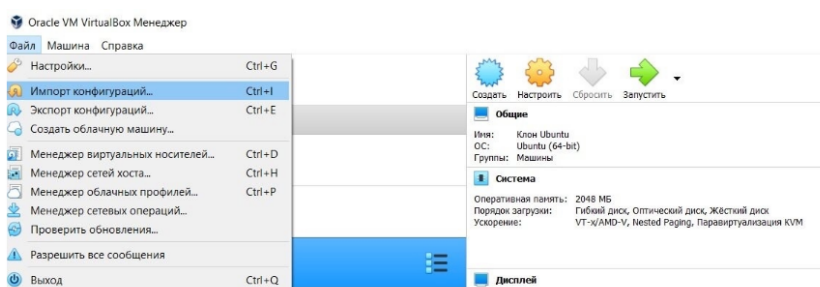 Oracle VM VirtualBox Менеджер
Файл Машина Справка
Настройки... Ctrl+G
Импорт конфигураций... Ctrl+I
Экспорт конфигураций... Ctrl+E
Создать облачную машину...
Менеджер виртуальных носителей... Ctrl+D
Менеджер сетей хоста... Ctrl+H
Менеджер облачных профилей... Ctrl+P
Менеджер сетевых операций...
Проверить обновления...
Разрешить все сообщения
Выход Ctrl+Q
Создать Настроить Сбросить Запустить
Общие
Имя: Клон Ubuntu
ОС: Ubuntu (64-bit)
Группы: Машины
Система
Оперативная память: 2048 МБ
Порядок загрузки: Гибкий диск, Оптический диск, Жёсткий диск
Ускорение: VT-x/AMD-V, Nested Paging, Паравиртуализация KVM
Дисплей